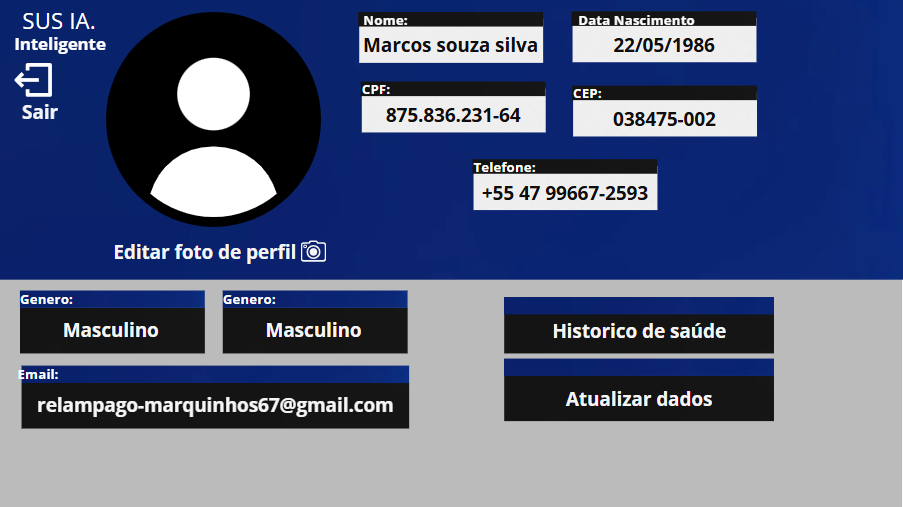 SUS IA.
Inteligente
Sair
Editar foto de perfil
Nome:
Marcos souza silva
Data Nascimento
22/05/1986
CPF:
875.836.231-64
CEP:
038475-002
Telefone:
+55 47 99667-2593
Genero:
Masculino
Genero:
Masculino
Email:
relampago-marquinhos67@gmail.com
Historico de saúde
Atualizar dados